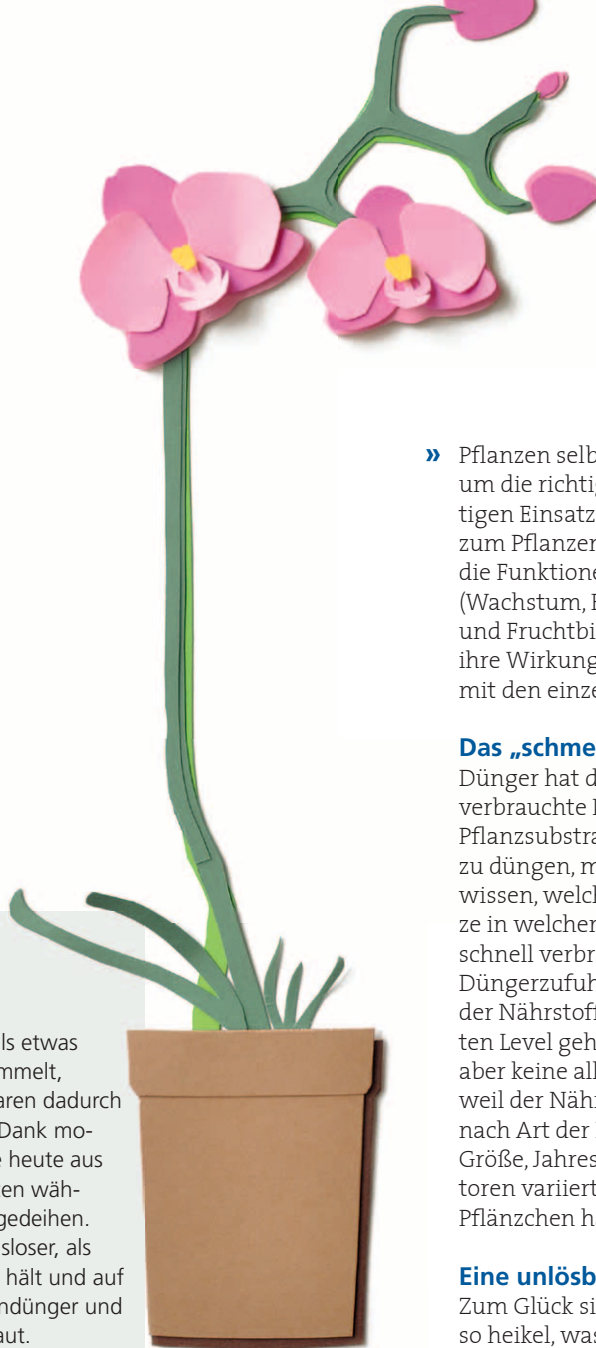 ls etwas
mmelt,
aren dadurch
Dank mo-
e heute aus
ten wäh-
gedeihen.
sloser, als
hält und auf
ndünger und
aut.
» Pflanzen selb
um die richtig
tigen Einsatz
zum Pflanzen
die Funktione
(Wachstum,
und Fruchtbi
ihre Wirkung
mit den einze
Das „schme
Dünger hat d
verbrauchte
Pflanzsubstra
zu düngen, m
wissen, welch
ze in welcher
schnell verbr
Düngerzufuh
der Nährstof
ten Level geh
aber keine all
weil der Nähr
nach Art der
Größe, Jahres
toren variiert
Pflänzchen h
Eine unlösb
Zum Glück si
so heikel, was